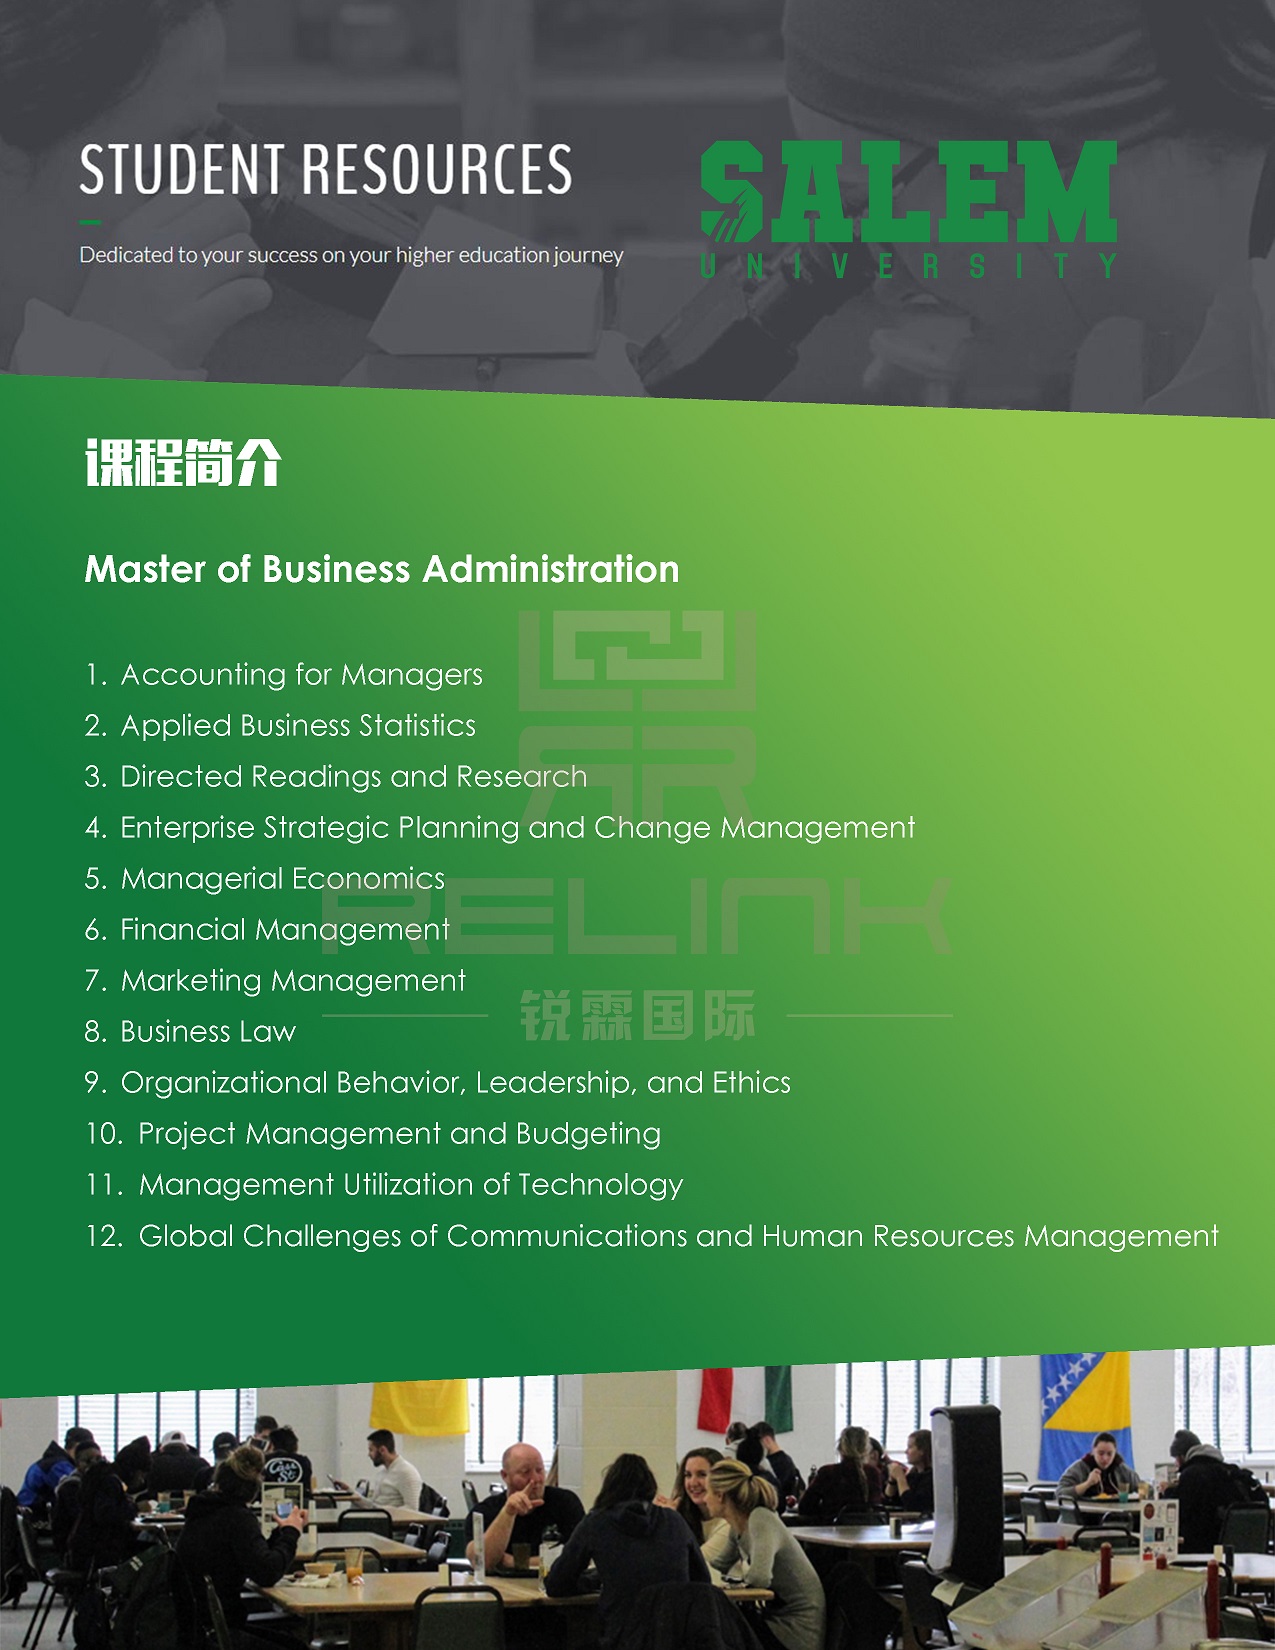 STUDENT RESOURCES
Dedicated to your success on your higher education journey
SALEM
UNIVERSITY
课程简介
Master of Business Administration
1. Accounting for Managers
2. Applied Business Statistics
3. Directed Readings and Research
4. Enterprise Strategic Planning and Change Management
5. Managerial Economics
6. Financial Management
7. Marketing Management
8. Business Law
9. Organizational Behavior, Leadership, and Ethics
10. Project Management and Budgeting
11. Management Utilization of Technology
12. Global Challenges of Communications and Human Resources Management
RELINK
锐霖国际